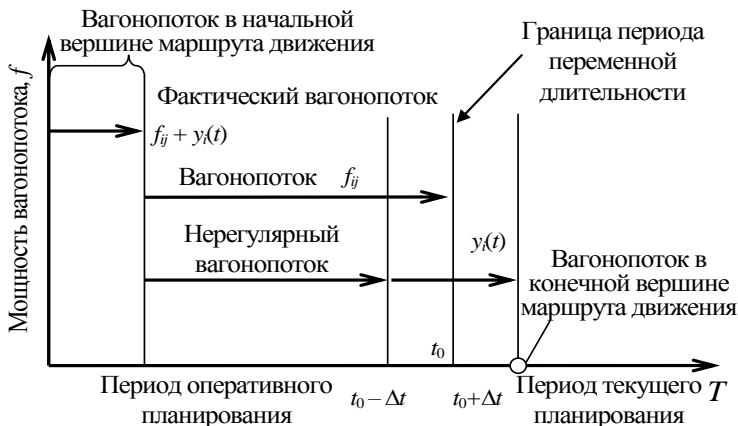 Вагонопоток в начальной
вершине маршрута движения
Граница периода
переменной
длительности
Мощность вагонопотока, f
Фактический вагонопоток
f_ij + y_i(t)
Вагонопоток f_ij
Нерегулярный
вагонопоток
y_i(t)
Вагонопоток в
конечной вершине
маршрута движения
t_0
Период оперативного
планирования
t_0 – Δt
t_0+Δt
Период текущего
планирования
T